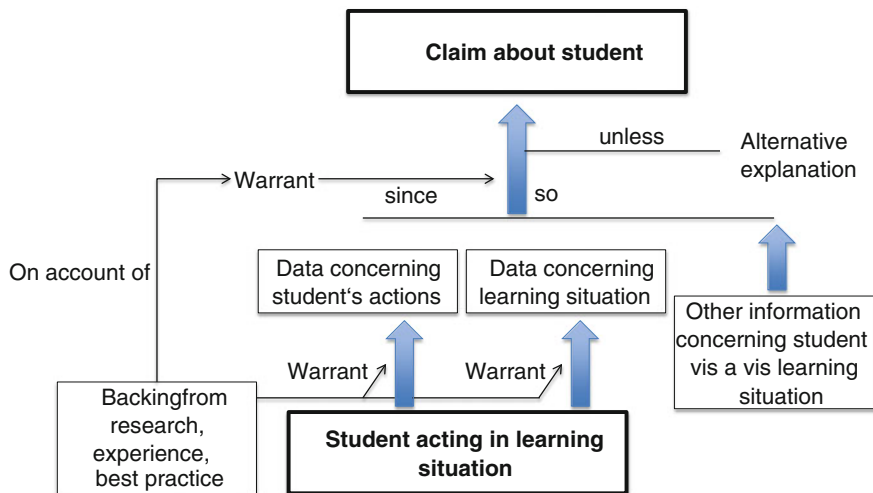 Claim about student
unless
Alternative
explanation
Warrant
since
so
On account of
Data concerning
student's actions
Data concerning
learning situation
Other information
concerning student
vis a vis learning
situation
Warrant
Warrant
Backingfrom
research,
experience,
best practice
Student acting in learning
situation